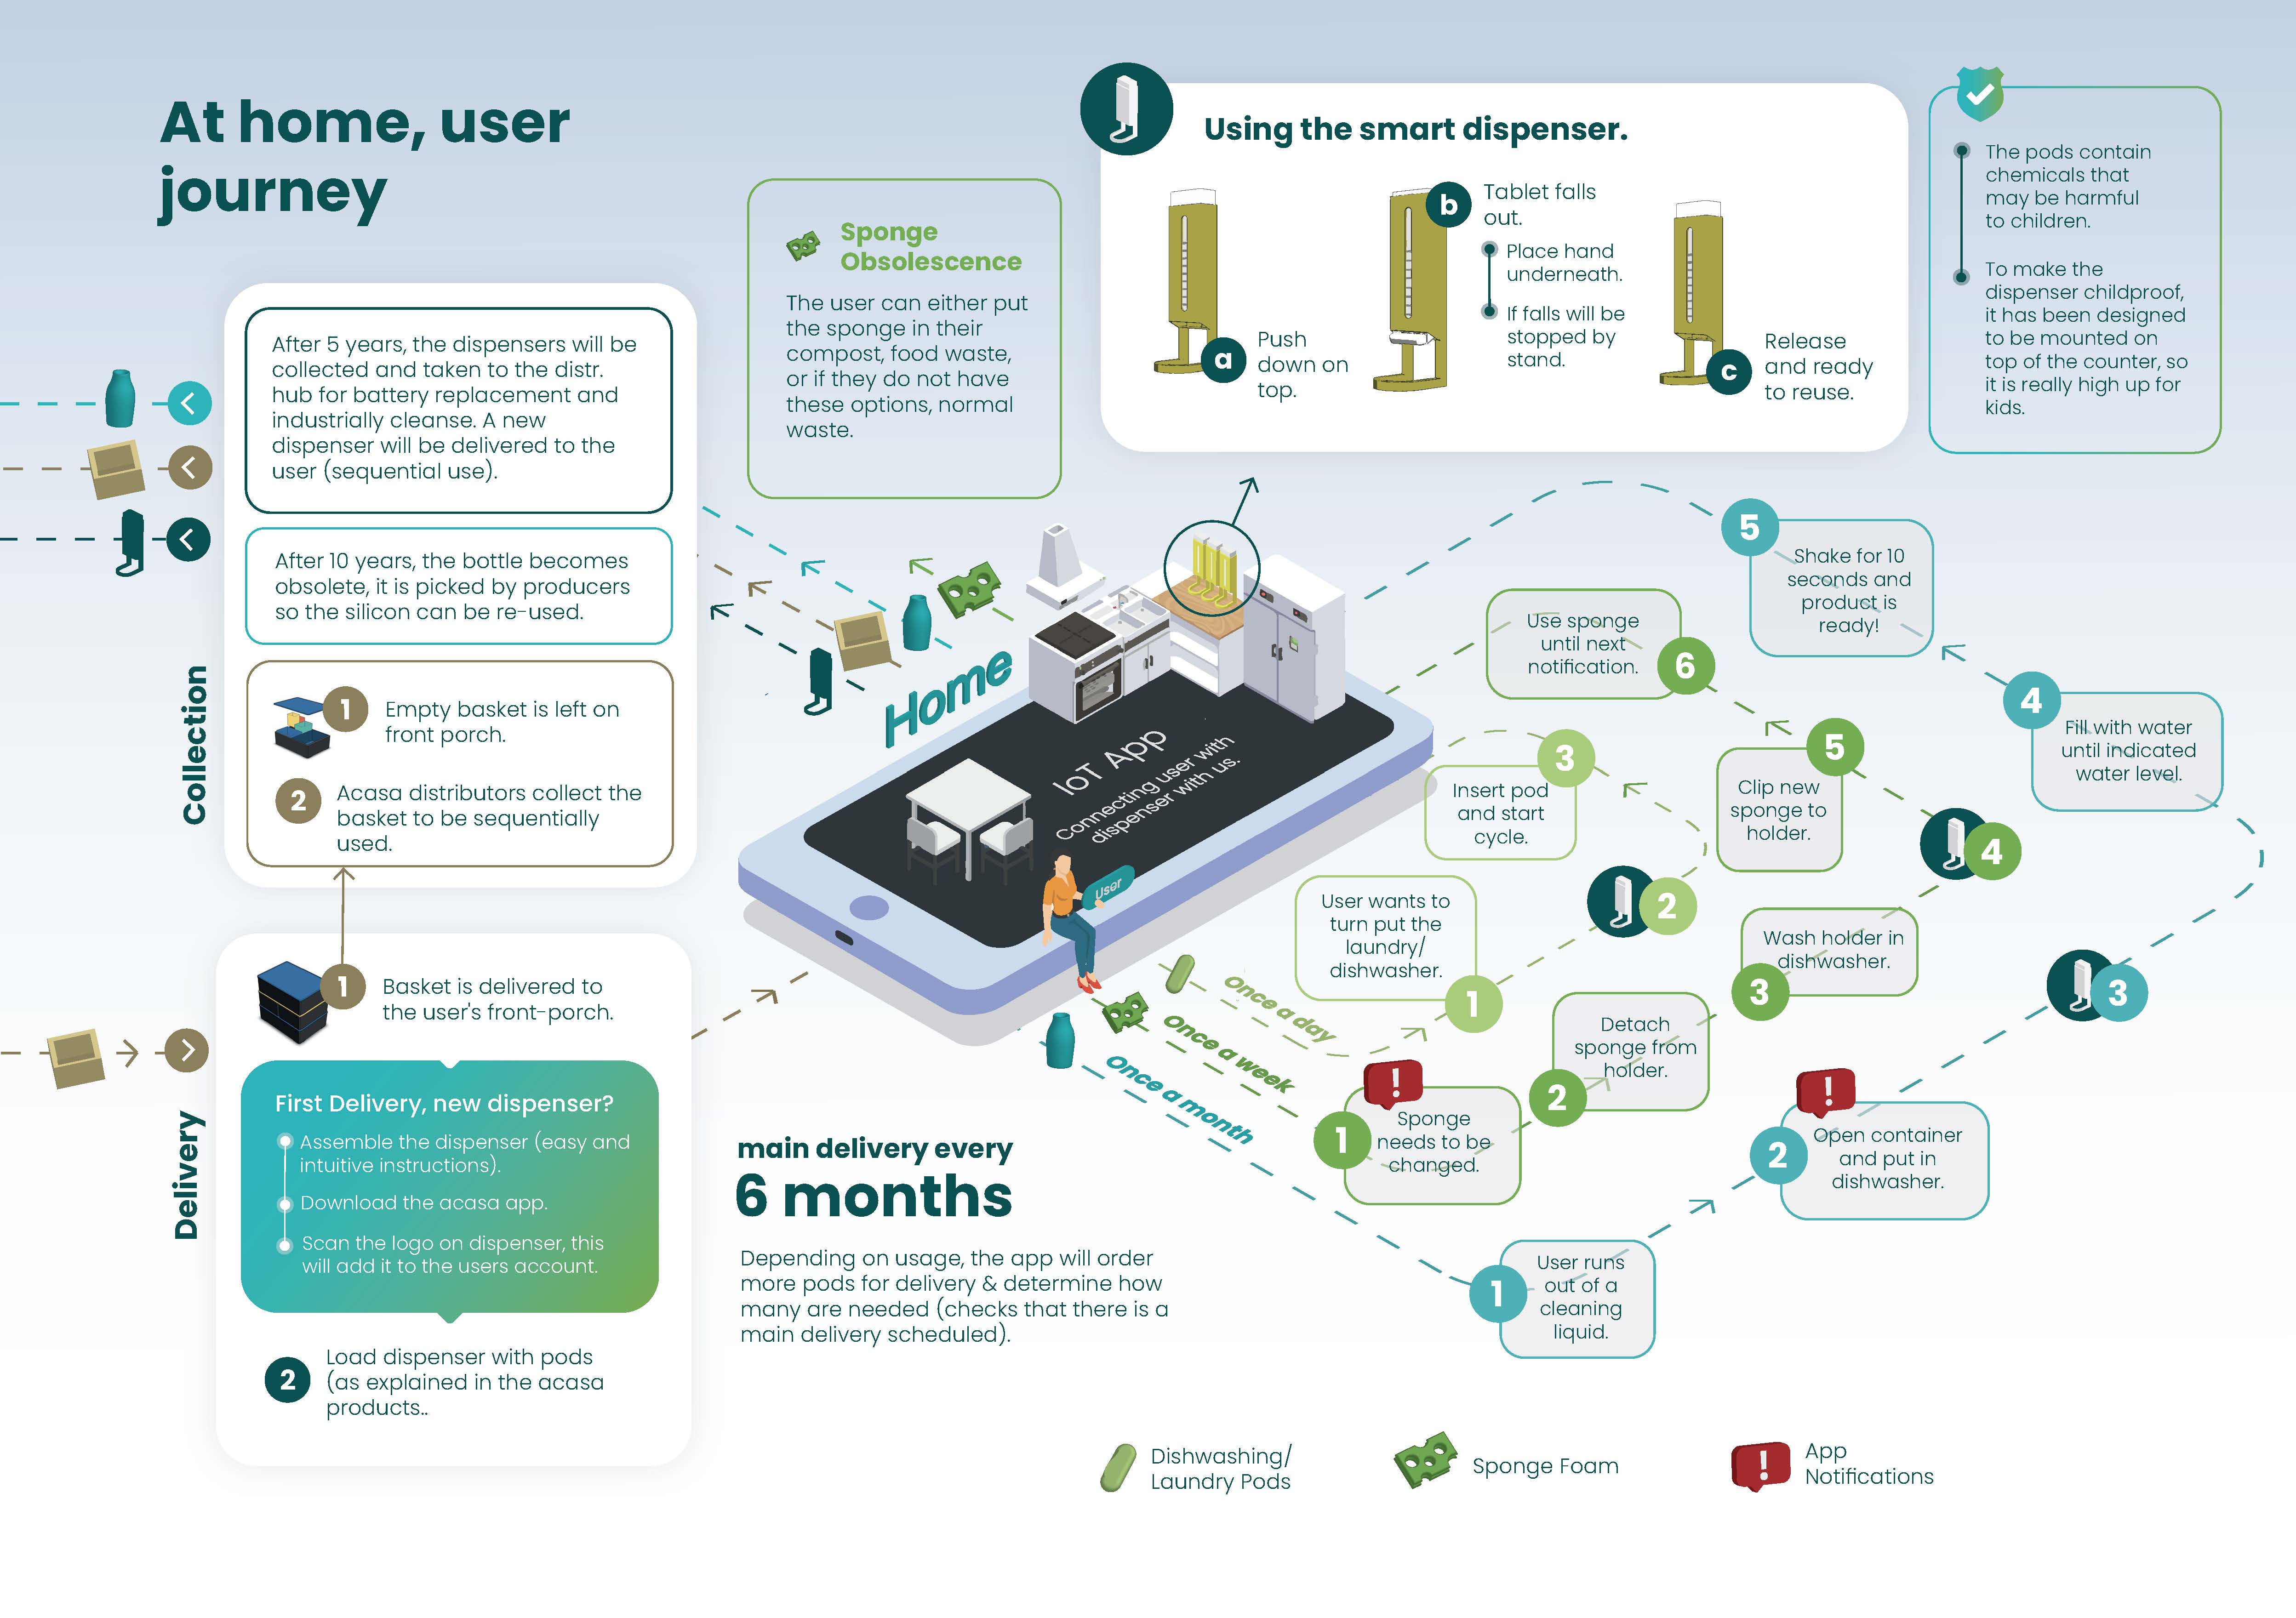 At home, user
journey
After 5 years, the dispensers will be
collected and taken to the distr.
hub for battery replacement and
industrially cleanse. A new
dispenser will be delivered to the
user (sequential use).
After 10 years, the bottle becomes
obsolete, it is picked by producers
so the silicon can be re-used.
Collection
1
Empty basket is left on
front porch.
2
Acasa distributors collect the
basket to be sequentially
used.
Delivery
1
Basket is delivered to
the user's front-porch.
First Delivery, new dispenser?
Assemble the dispenser (easy and
intuitive instructions).
Download the acasa app.
Scan the logo on dispenser, this
will add it to the users account.
2
Load dispenser with pods
(as explained in the acasa
products..
Sponge
Obsolescence
The user can either put
the sponge in their
compost, food waste,
or if they do not have
these options, normal
waste.
Using the smart dispenser.
a
Push
down on
top.
b
Tablet falls
out.
Place hand
underneath.
If falls will be
stopped by
stand.
c
Release
and ready
to reuse.
The pods contain
chemicals that
may be harmful
to children.
To make the
dispenser childproof,
it has been designed
to be mounted on
top of the counter, so
it is really high up for
kids.
Home
IoT App
Connecting user with
dispenser with us.
User
Once a day
1
User wants to
turn put the
laundry/
dishwasher.
2
3
Insert pod
and start
cycle.
Once a week
1
Sponge
needs to be
changed.
2
Detach
sponge from
holder.
3
Wash holder in
dishwasher.
4
5
Clip new
sponge to
holder.
6
Use sponge
until next
notification.
Once a month
1
User runs
out of a
cleaning
liquid.
2
Open container
and put in
dishwasher.
3
4
Fill with water
until indicated
water level.
5
Shake for 10
seconds and
product is
ready!
main delivery every
6 months
Depending on usage, the app will order
more pods for delivery & determine how
many are needed (checks that there is a
main delivery scheduled).
Dishwashing/
Laundry Pods
Sponge Foam
App
Notifications